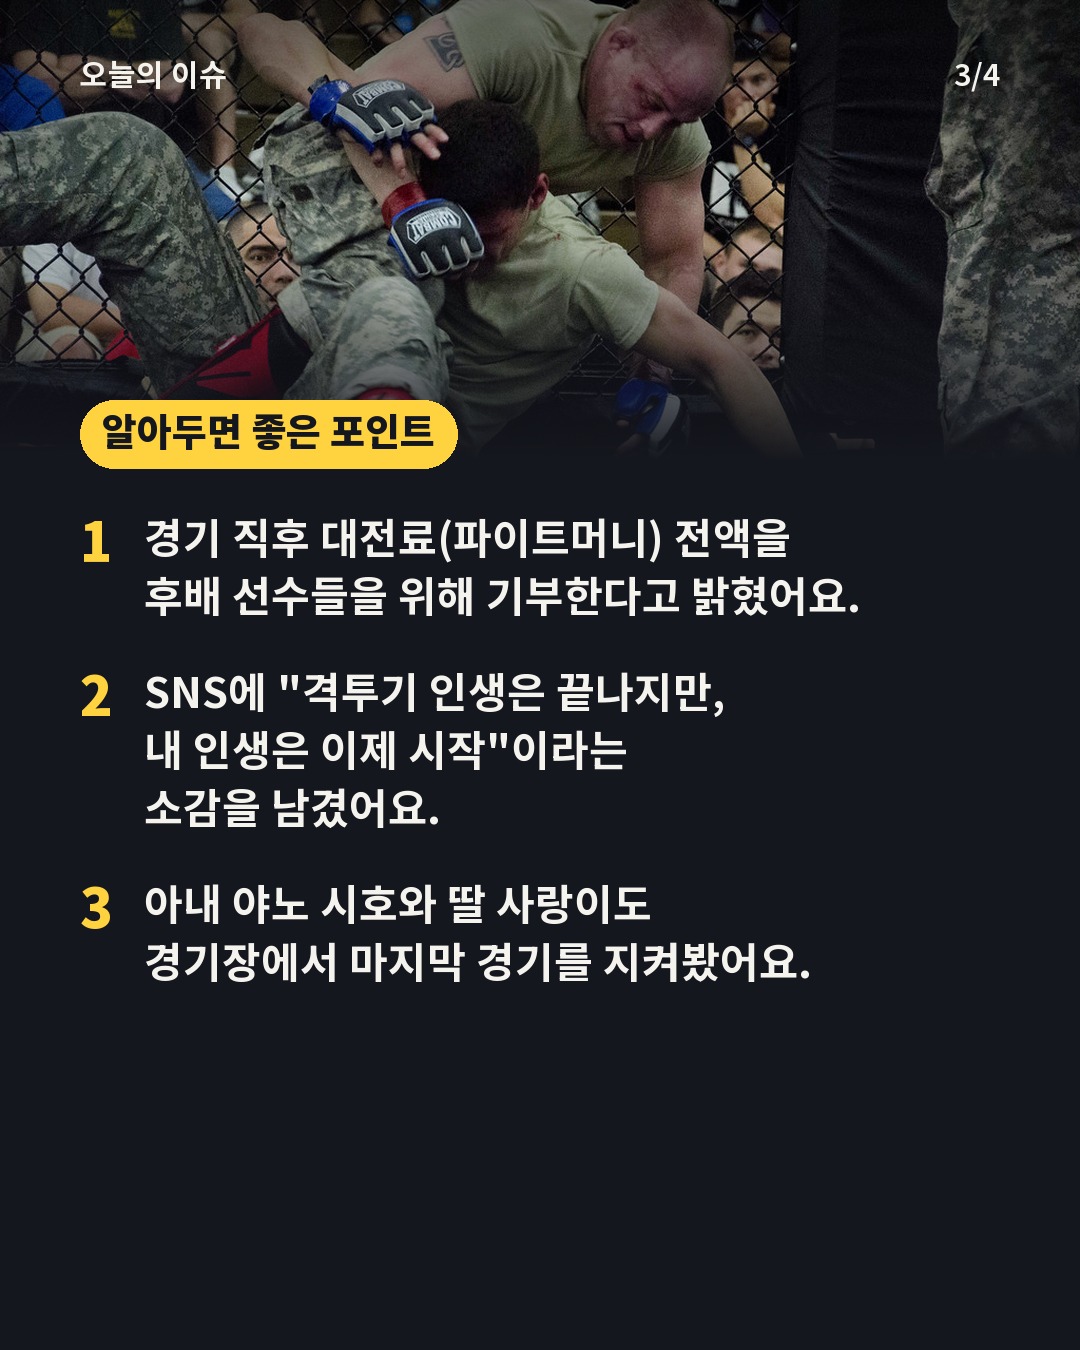 오늘의 이슈
3/4
COMBAT
COMBAT
알아두면 좋은 포인트
1 경기 직후 대전료(파이트머니) 전액을
후배 선수들을 위해 기부한다고 밝혔어요.
2 SNS에 "격투기 인생은 끝나지만,
내 인생은 이제 시작"이라는
소감을 남겼어요.
3 아내 야노 시호와 딸 사랑이도
경기장에서 마지막 경기를 지켜봤어요.